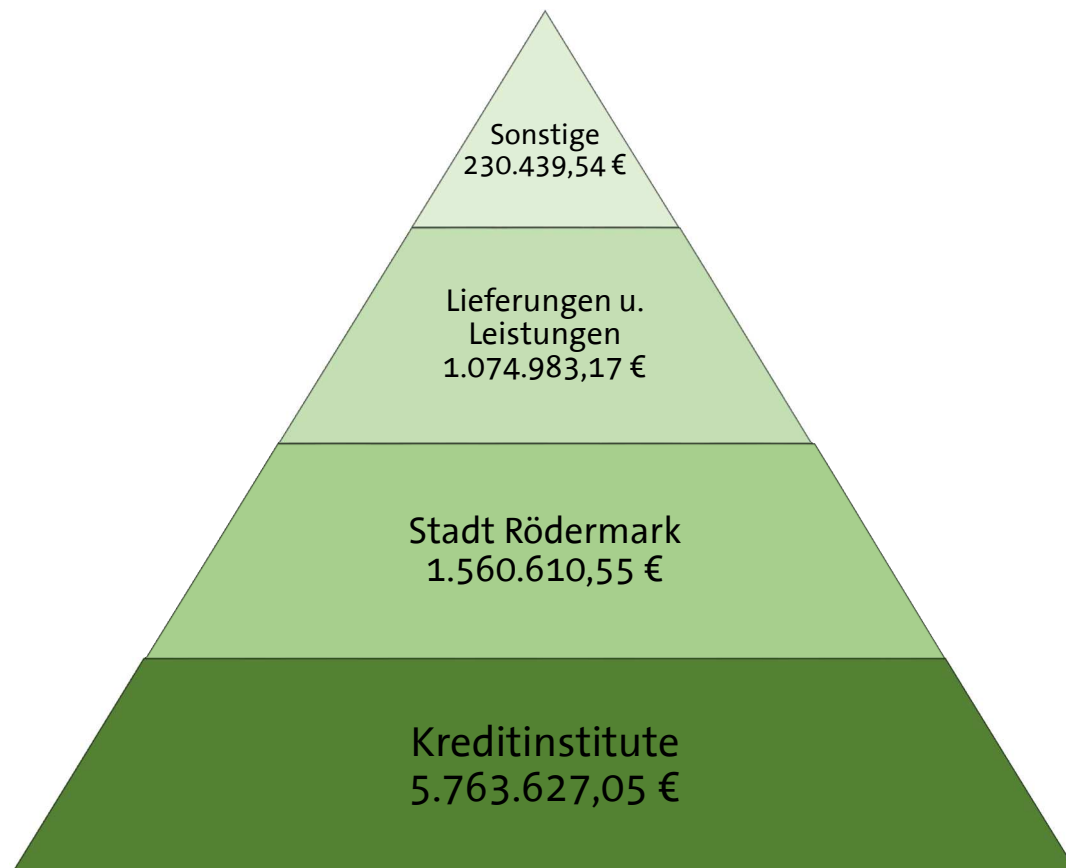 Sonstige
230.439,54 €
Lieferungen u.
Leistungen
1.074.983,17 €
Stadt Rödermark
1.560.610,55 €
Kreditinstitute
5.763.627,05 €